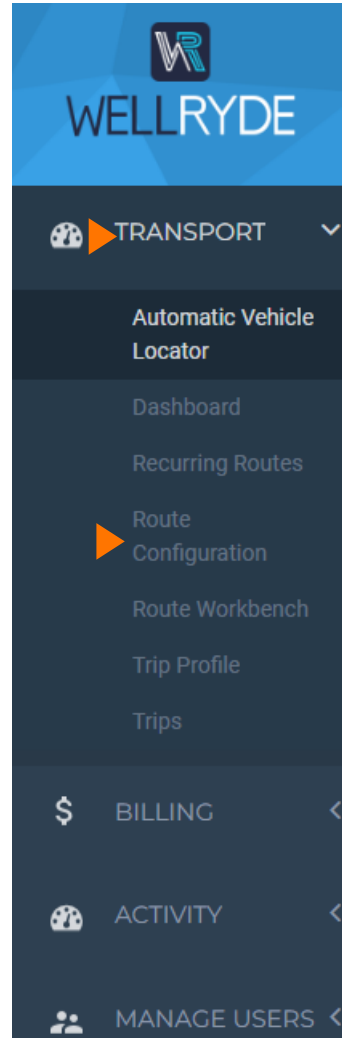 WELLRYDE
TRANSPORT
Automatic Vehicle
Locator
Dashboard
Recurring Routes
Route
Configuration
Route Workbench
Trip Profile
Trips
$ BILLING
ACTIVITY
MANAGE USERS